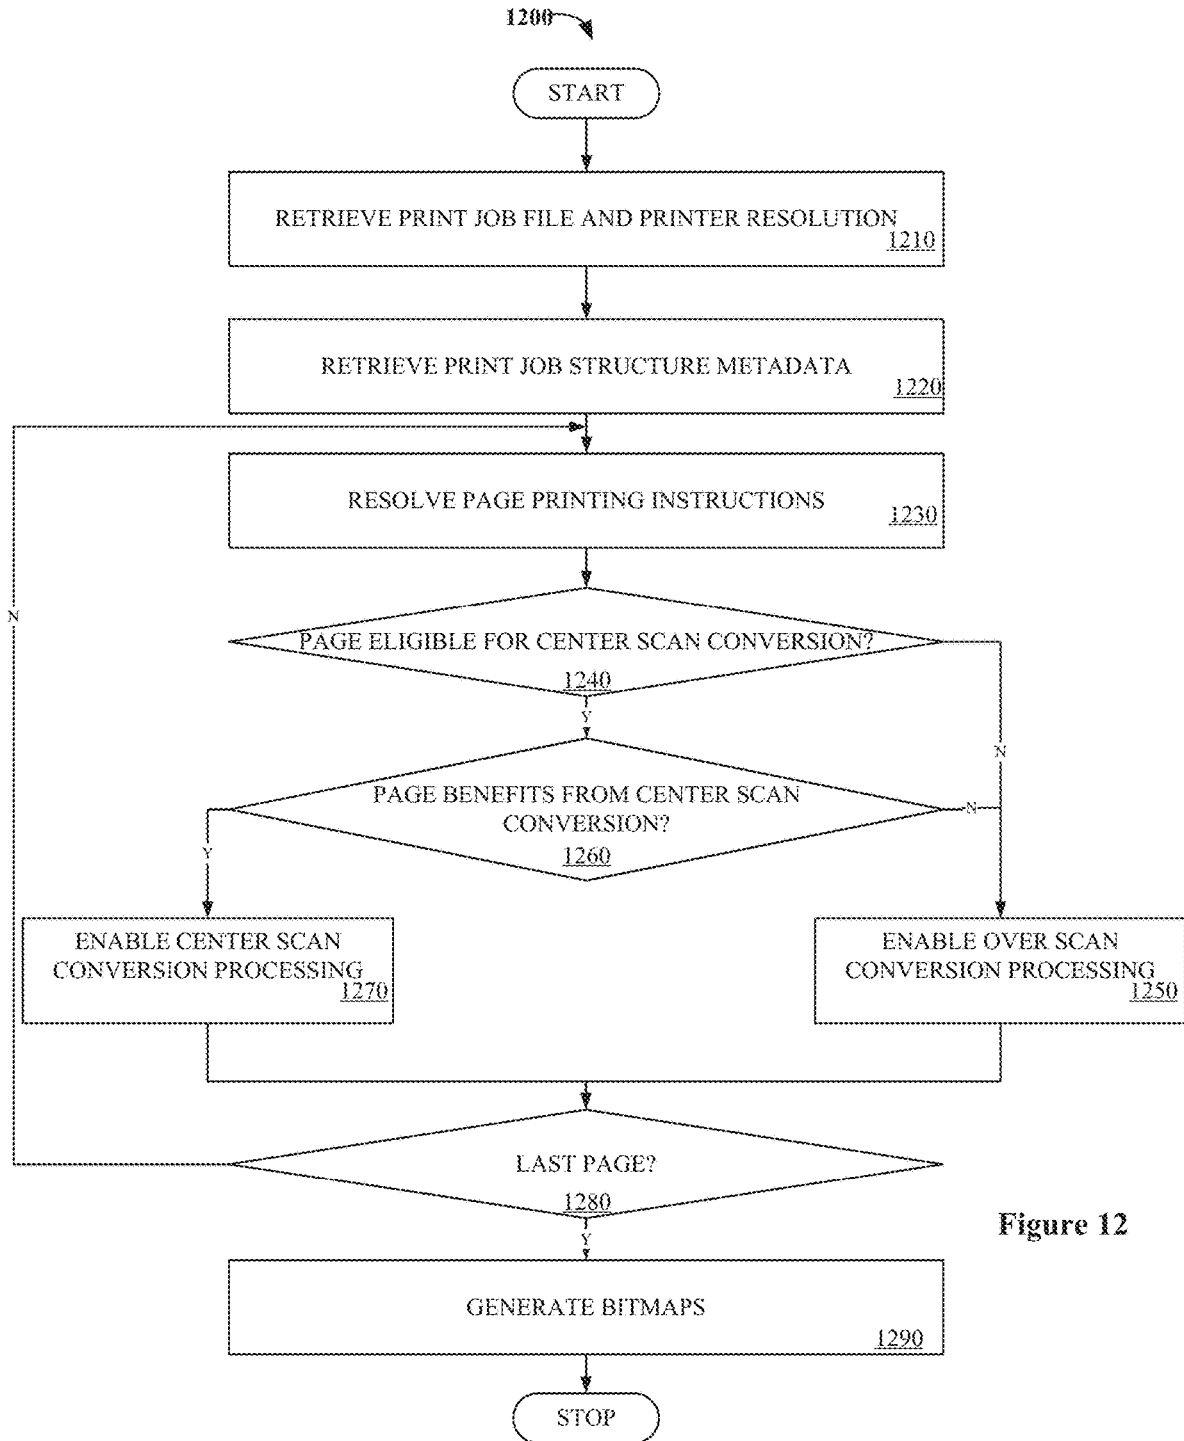 1200
START
RETRIEVE PRINT JOB FILE AND PRINTER RESOLUTION
1210
RETRIEVE PRINT JOB STRUCTURE METADATA
1220
RESOLVE PAGE PRINTING INSTRUCTIONS
1230
N
PAGE ELIGIBLE FOR CENTER SCAN CONVERSION?
1240
Y
N
PAGE BENEFITS FROM CENTER SCAN
CONVERSION?
1260
N
Y
ENABLE CENTER SCAN
CONVERSION PROCESSING
1270
ENABLE OVER SCAN
CONVERSION PROCESSING
1250
LAST PAGE?
1280
Y
Figure 12
GENERATE BITMAPS
1290
STOP